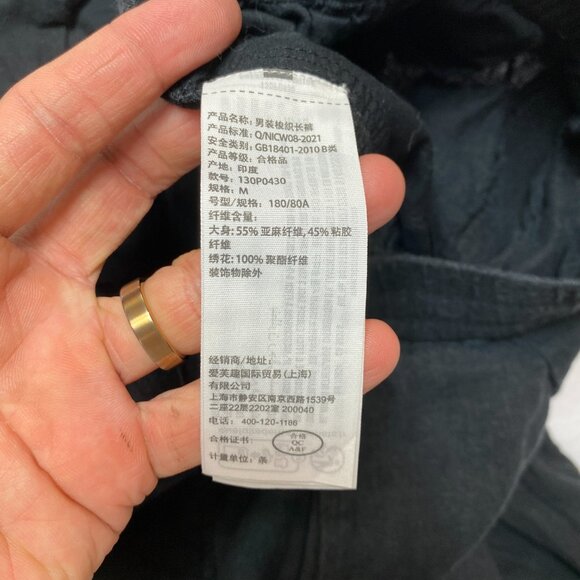 产品名称: 男装梭织长裤
产品标准: Q/NICW08-2021
安全类别: GB18401-2010 B类
产品等级: 合格品
产地: 印度
款号: 130P0430
规格: M
号型/规格: 180/80A
纤维含量:
大身: 55% 亚麻纤维, 45% 粘胶
纤维
绣花: 100% 聚酯纤维
装饰物除外
经销商/地址:
爱芙趣国际贸易(上海)
有限公司
上海市静安区南京西路1539号
二座22层2202室 200040
电话: 400-120-1186
合格证书:
合格
QC
A&F
计量单位: 条